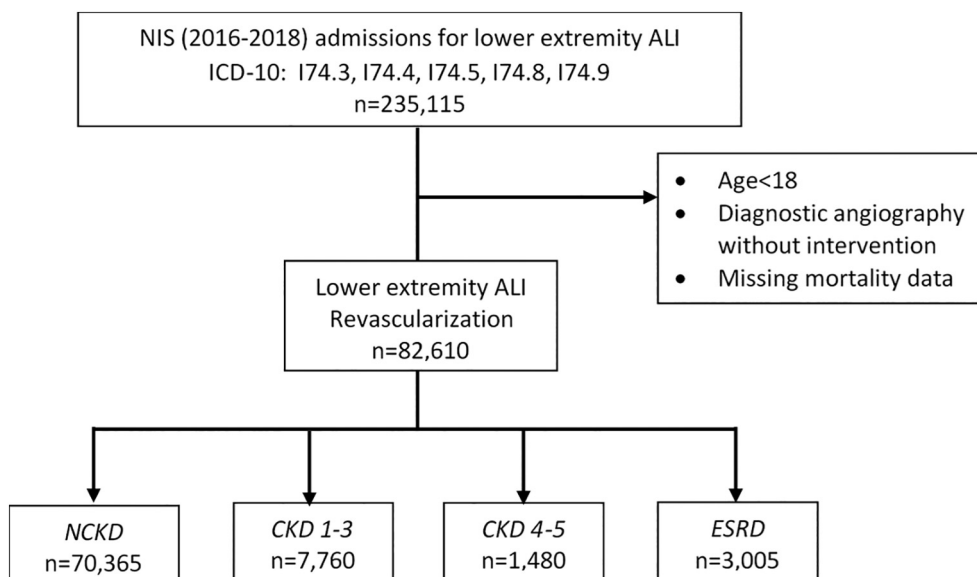 NIS (2016-2018) admissions for lower extremity ALI
ICD-10:  I74.3, I74.4, I74.5, I74.8, I74.9
n=235,115
• Age<18
• Diagnostic angiography
without intervention
• Missing mortality data
Lower extremity ALI
Revascularization
n=82,610
NCKD
n=70,365
CKD 1-3
n=7,760
CKD 4-5
n=1,480
ESRD
n=3,005